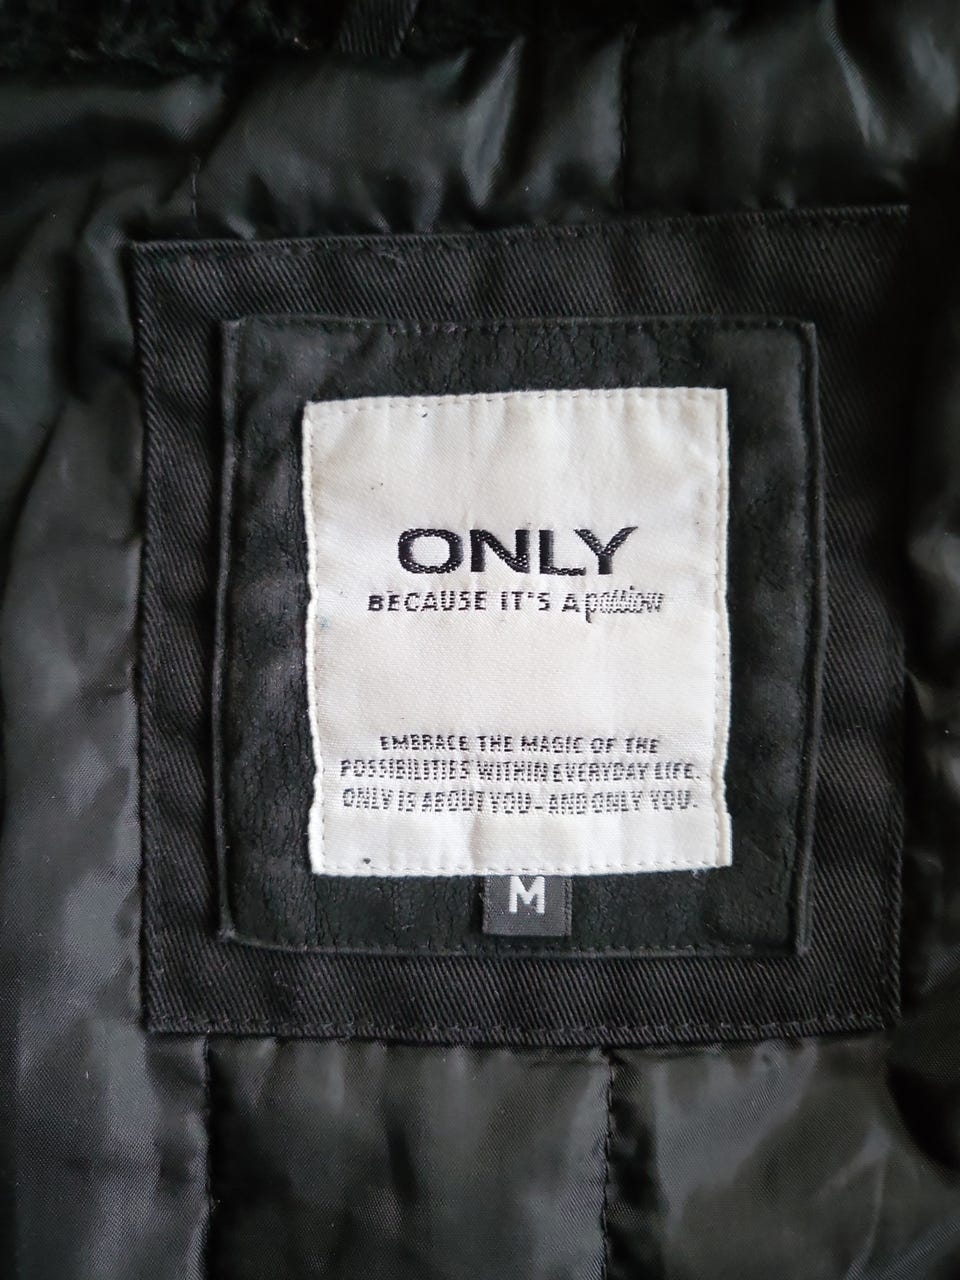 ONLY
BECAUSE IT'S A passion
EMBRACE THE MAGIC OF THE
POSSIBILITIES WITHIN EVERYDAY LIFE.
ONLY IS ABOUT YOU - AND ONLY YOU.
M